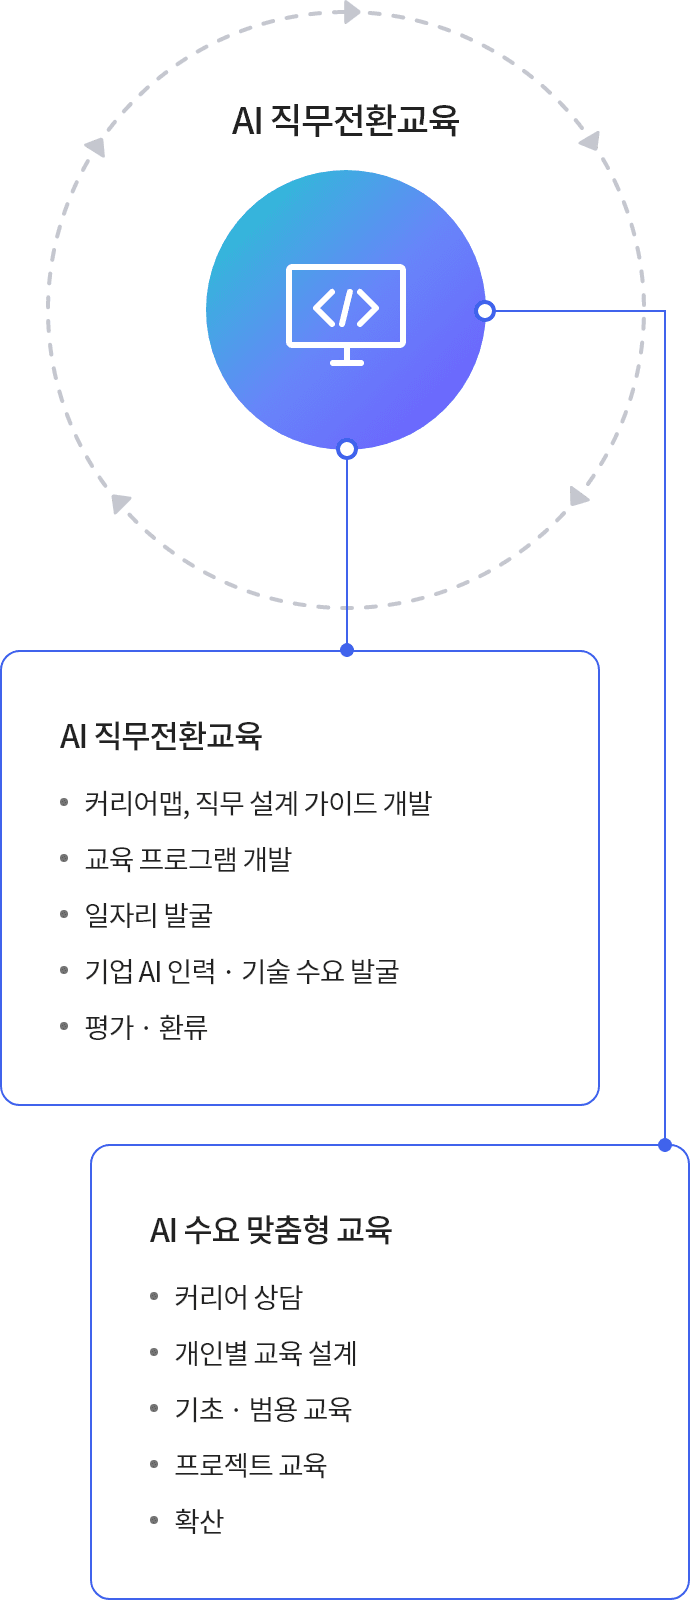 AI 직무전환교육
</>
AI 직무전환교육
• 커리어맵, 직무 설계 가이드 개발
• 교육 프로그램 개발
• 일자리 발굴
• 기업 AI 인력 · 기술 수요 발굴
• 평가 · 환류
AI 수요 맞춤형 교육
• 커리어 상담
• 개인별 교육 설계
• 기초 · 범용 교육
• 프로젝트 교육
• 확산